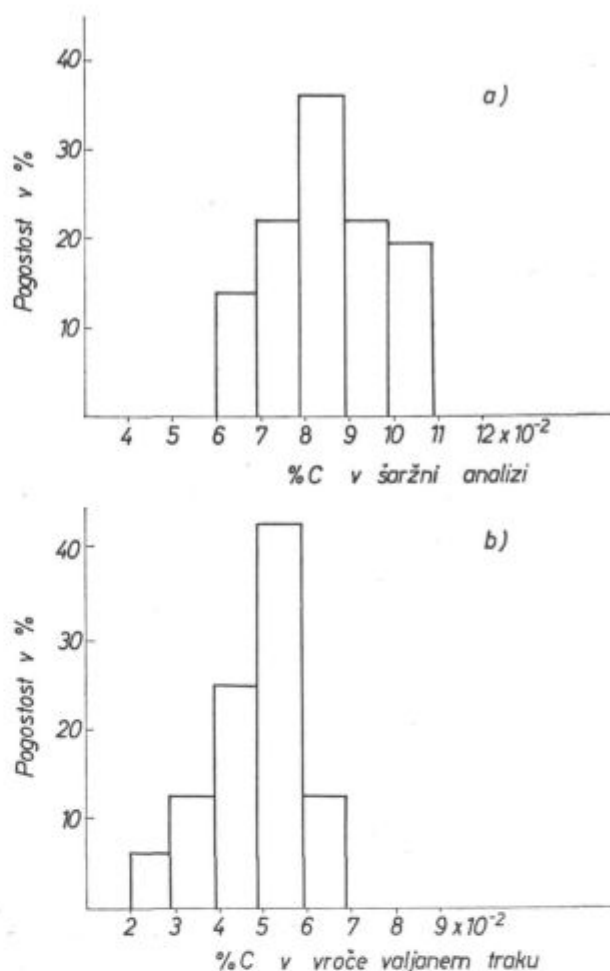 a)
Pogostost v %
40
30
20
10
4 5 6 7 8 9 10 11 12 x 10⁻²
%C v šaržni analizi
b)
Pogostost v %
40
30
20
10
2 3 4 5 6 7 8 9 x 10⁻²
%C v vroče valjanem traku